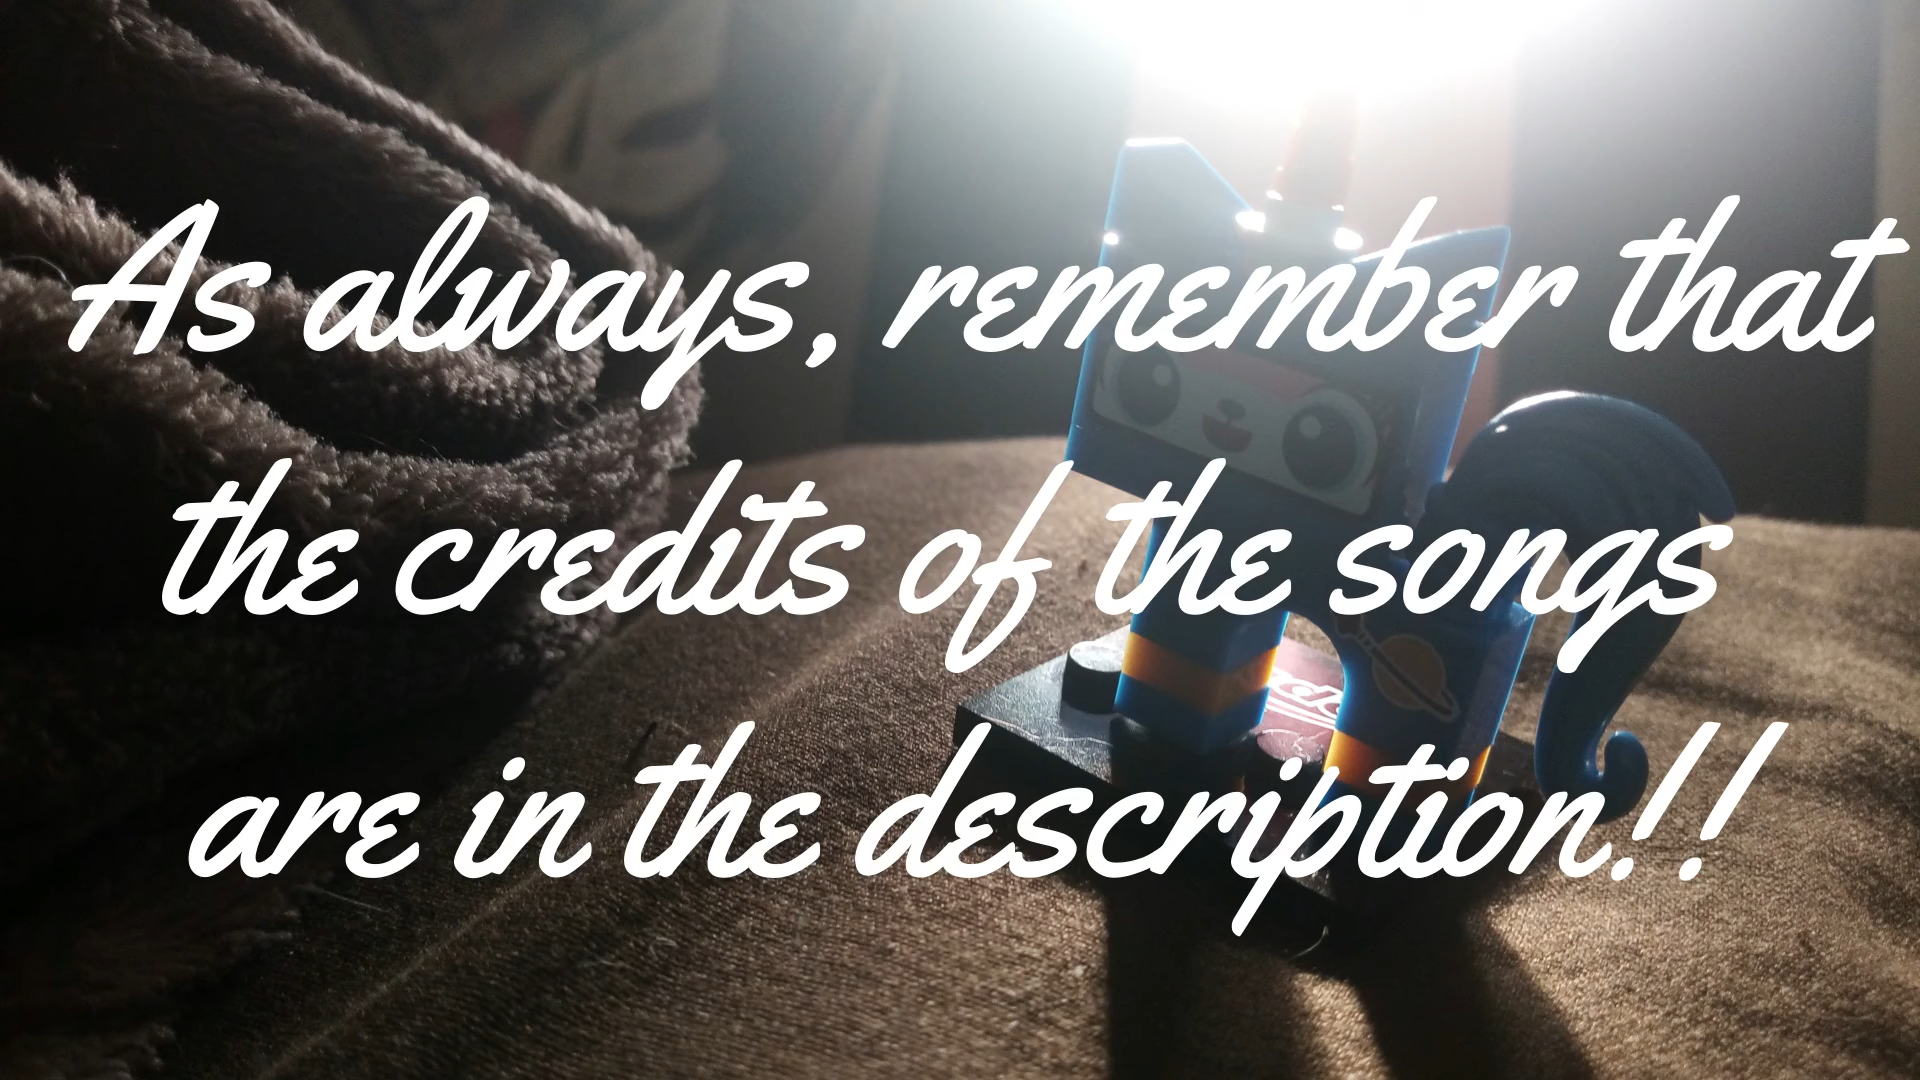 As always, remember that
the credits of the songs
are in the description!!